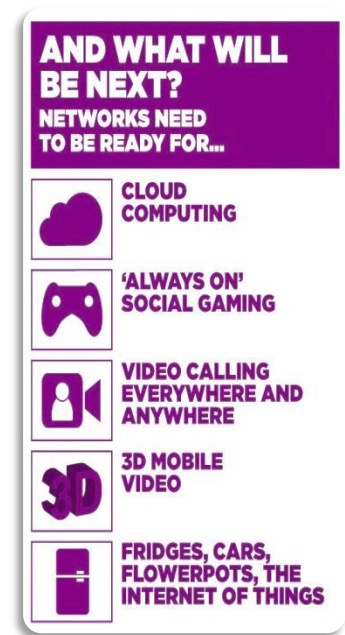 AND WHAT WILL
BE NEXT?
NETWORKS NEED
TO BE READY FOR...
CLOUD
COMPUTING
‘ALWAYS ON’
SOCIAL GAMING
VIDEO CALLING
EVERYWHERE AND
ANYWHERE
3D
3D MOBILE
VIDEO
FRIDGES, CARS,
FLOWERPOTS, THE
INTERNET OF THINGS